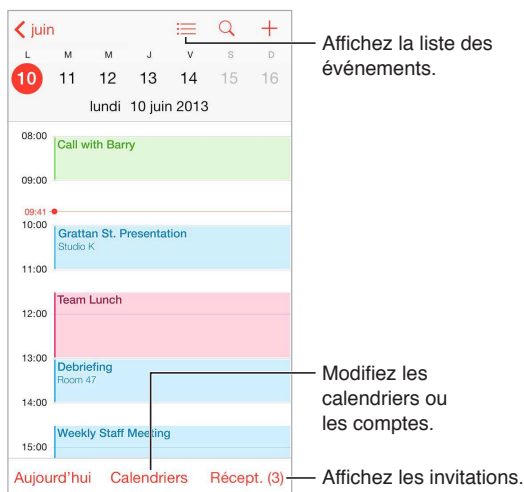 juin
L M M J V S D
10 11 12 13 14 15 16
lundi 10 juin 2013
Affichez la liste des
événements.
08:00
Call with Barry
09:00
09:41
10:00
Grattan St. Presentation
Studio K
11:00
Team Lunch
12:00
13:00
Debriefing
Room 47
14:00
Weekly Staff Meeting
15:00
Modifiez les
calendriers ou
les comptes.
Aujourd'hui Calendriers Récept. (3)
Affichez les invitations.